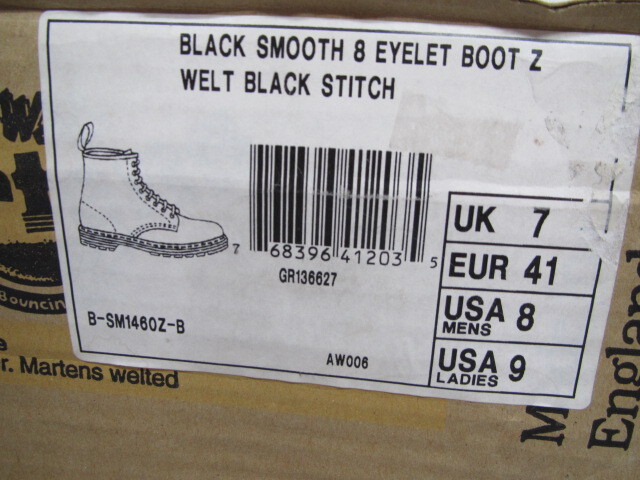 BLACK SMOOTH 8 EYELET BOOT Z
WELT BLACK STITCH
7 68396 41203 5
GR136627
UK 7
EUR 41
USA MENS 8
USA LADIES 9
B-SM1460Z-B
AW006
Bouncin
r. Martens welted
England